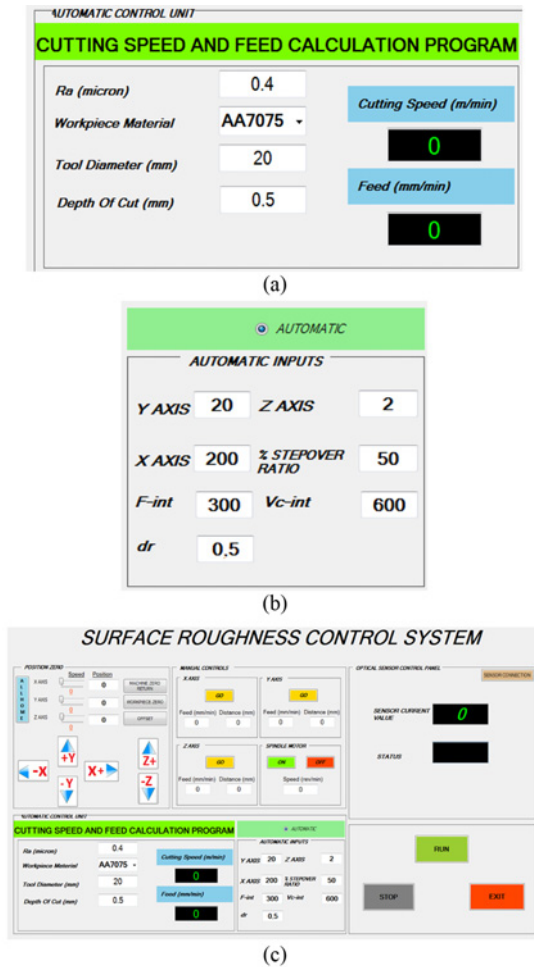 AUTOMATIC CONTROL UNIT
CUTTING SPEED AND FEED CALCULATION PROGRAM
Ra (micron) 0.4
Cutting Speed (m/min)
Workpiece Material AA7075
0
Tool Diameter (mm) 20
Feed (mm/min)
Depth Of Cut (mm) 0.5
0
(a)
AUTOMATIC
AUTOMATIC INPUTS
Y AXIS 20 Z AXIS 2
X AXIS 200 % STEPOVER RATIO 50
F-int 300 Vc-int 600
dr 0.5
(b)
SURFACE ROUGHNESS CONTROL SYSTEM
POSITION ZERO
Speed Position
ALL HOME
X AXIS 0 MACHINE ZERO RETURN
0
Y AXIS 0 WORKPIECE ZERO
0
Z AXIS 0 OFFSET
0
+Y Z+
-X X+
-Y -Z
MANUAL CONTROLS
X AXIS Y AXIS
GO GO
Feed (mm/min) Distance (mm) Feed (mm/min) Distance (mm)
0 0 0 0
Z AXIS SPINDLE MOTOR
GO ON OFF
Feed (mm/min) Distance (mm) Speed (rev/min)
0 0 0
OPTICAL SENSOR CONTROL PANEL
SENSOR CONNECTION
SENSOR CURRENT VALUE 0
STATUS
AUTOMATIC CONTROL UNIT
CUTTING SPEED AND FEED CALCULATION PROGRAM
Ra (micron) 0.4
Cutting Speed (m/min)
Workpiece Material AA7075
0
Tool Diameter (mm) 20
Feed (mm/min)
Depth Of Cut (mm) 0.5
0
AUTOMATIC
AUTOMATIC INPUTS
Y AXIS 20 Z AXIS 2
X AXIS 200 % STEPOVER RATIO 50
F-int 300 Vc-int 600
dr 0.5
RUN
STOP EXIT
(c)